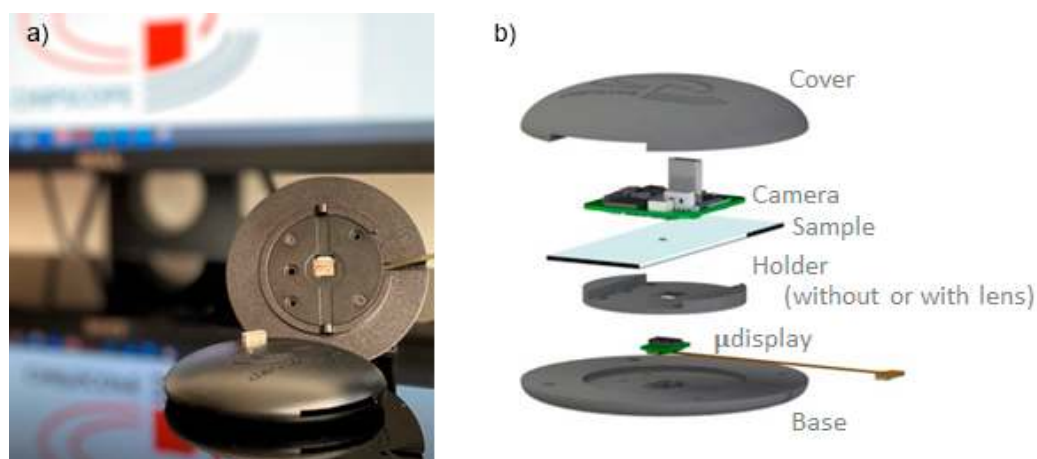 a)
b)
Cover
Camera
Sample
Holder
(without or with lens)
μdisplay
Base